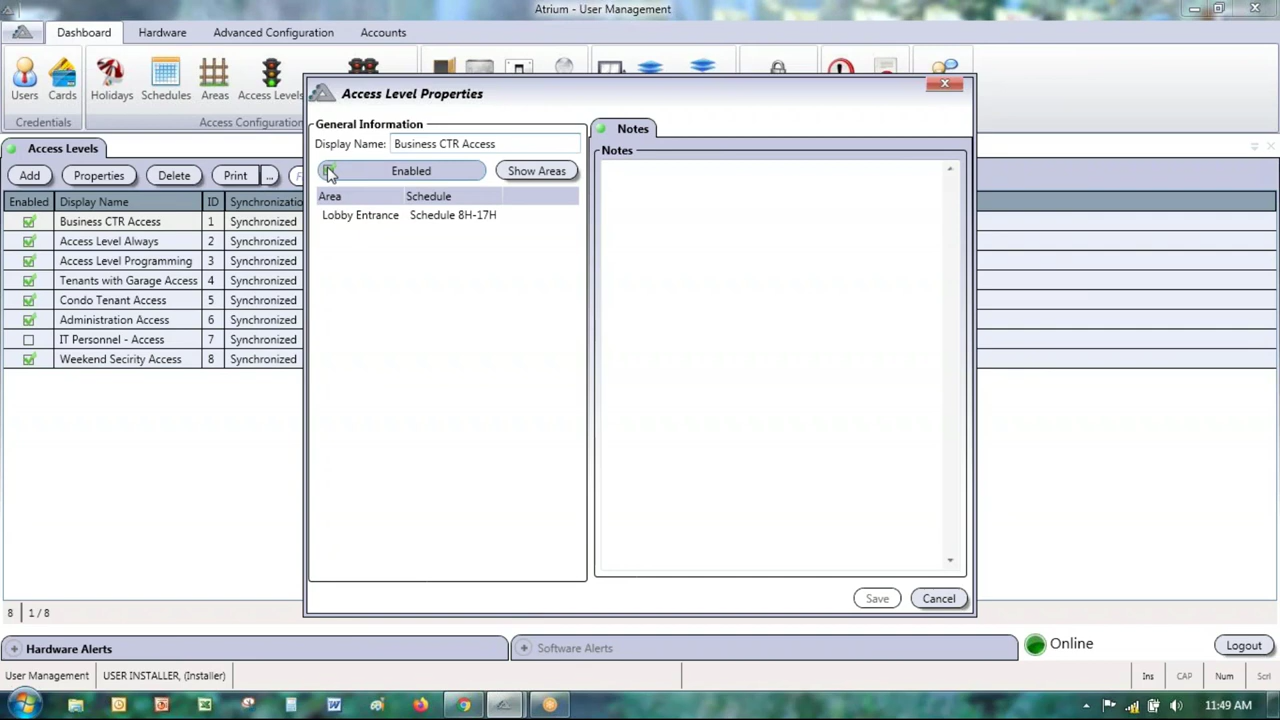 Atrium - User Management
Dashboard
Hardware
Advanced Configuration
Accounts
Users
Cards
Holidays
Schedules
Areas
Access Levels
Credentials
Access Configuration
Access Levels
Add
Properties
Delete
Print
...
Enabled Display Name ID
Business CTR Access 1 Synchronized
Access Level Always 2 Synchronized
Access Level Programming 3 Synchronized
Tenants with Garage Access 4 Synchronized
Condo Tenant Access 5 Synchronized
Administration Access 6 Synchronized
IT Personnel - Access 7 Synchronized
Weekend Secirity Access 8 Synchronized
8 1 / 8
Access Level Properties
General Information
Display Name: Business CTR Access
Enabled
Show Areas
Area Schedule
Lobby Entrance Schedule 8H-17H
Notes
Notes
Save
Cancel
Hardware Alerts
Software Alerts
Online
Logout
User Management
USER INSTALLER, (Installer)
Ins
CAP
Num
Scrl
11:49 AM